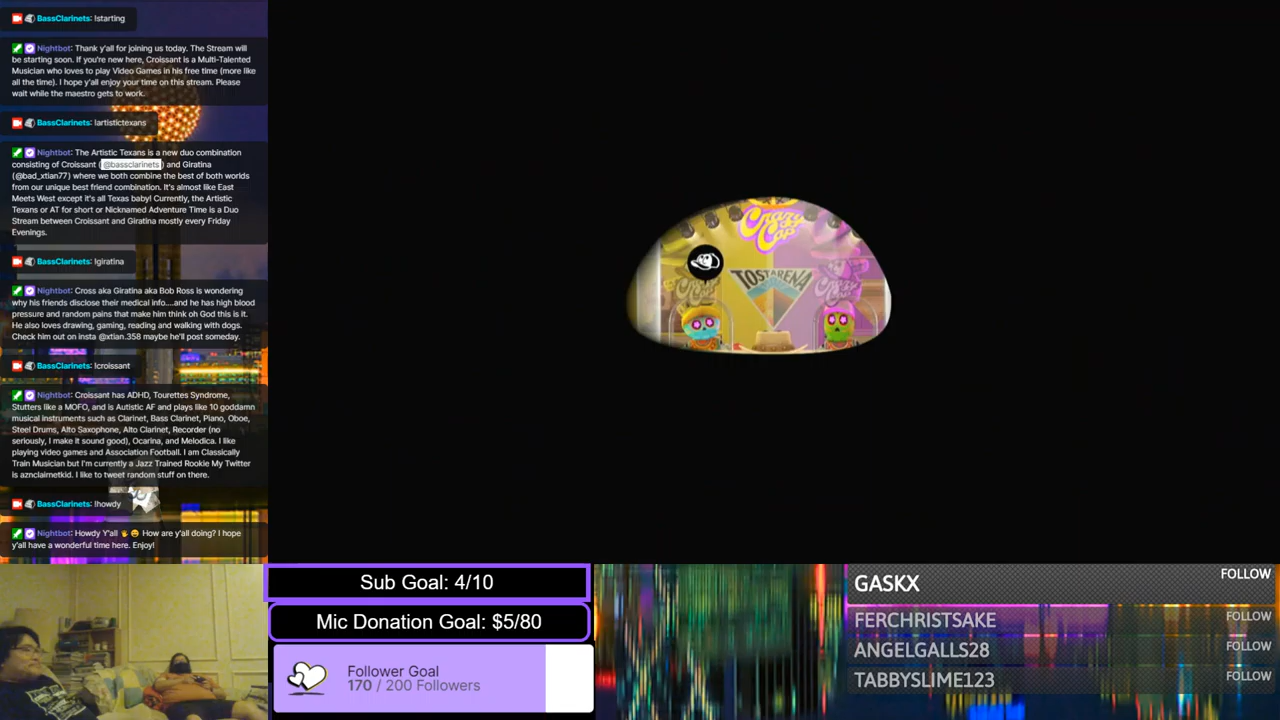 BassClarinets: !starting
Nightbot: Thank y'all for joining us today. The Stream will
be starting soon. If you're new here, Croissant is a Multi-Talented
Musician who loves to play Video Games in his free time (more like
all the time). I hope y'all enjoy your time on this stream. Please
wait while the maestro gets to work.
BassClarinets: !artistictexans
Nightbot: The Artistic Texans is a new duo combination
consisting of Croissant ( @bassclarinets ) and Giratina
(@bad_xtian77) where we both combine the best of both worlds
from our unique best friend combination. It's almost like East
Meets West except it's all Texas baby! Currently, the Artistic
Texans or AT for short or Nicknamed Adventure Time is a Duo
Stream between Croissant and Giratina mostly every Friday
Evenings.
BassClarinets: !giratina
Nightbot: Cross aka Giratina aka Bob Ross is wondering
why his friends disclose their medical info....and he has high blood
pressure and random pains that make him think oh God this is it.
He also loves drawing, gaming, reading and walking with dogs.
Check him out on insta @xtian.358 maybe he'll post someday.
BassClarinets: !croissant
Nightbot: Croissant has ADHD, Tourettes Syndrome,
Stutters like a MOFO, and is Autistic AF and plays like 10 goddamn
musical instruments such as Clarinet, Bass Clarinet, Piano, Oboe,
Steel Drums, Alto Saxophone, Alto Clarinet, Recorder (no
seriously, I make it sound good), Ocarina, and Melodica. I like
playing video games and Association Football. I am Classically
Train Musician but I'm currently a Jazz Trained Rookie My Twitter
is aznclairnetkid. I like to tweet random stuff on there.
BassClarinets: !howdy
Nightbot: Howdy Y'all 🖐 😄 How are y'all doing? I hope
y'all have a wonderful time here. Enjoy!
Crazy
Cap
TOSTARENA
Sub Goal: 4/10
Mic Donation Goal: $5/80
Follower Goal
170 / 200 Followers
GASKX FOLLOW
FERCHRISTSAKE FOLLOW
ANGELGALLS28 FOLLOW
TABBYSLIME123 FOLLOW